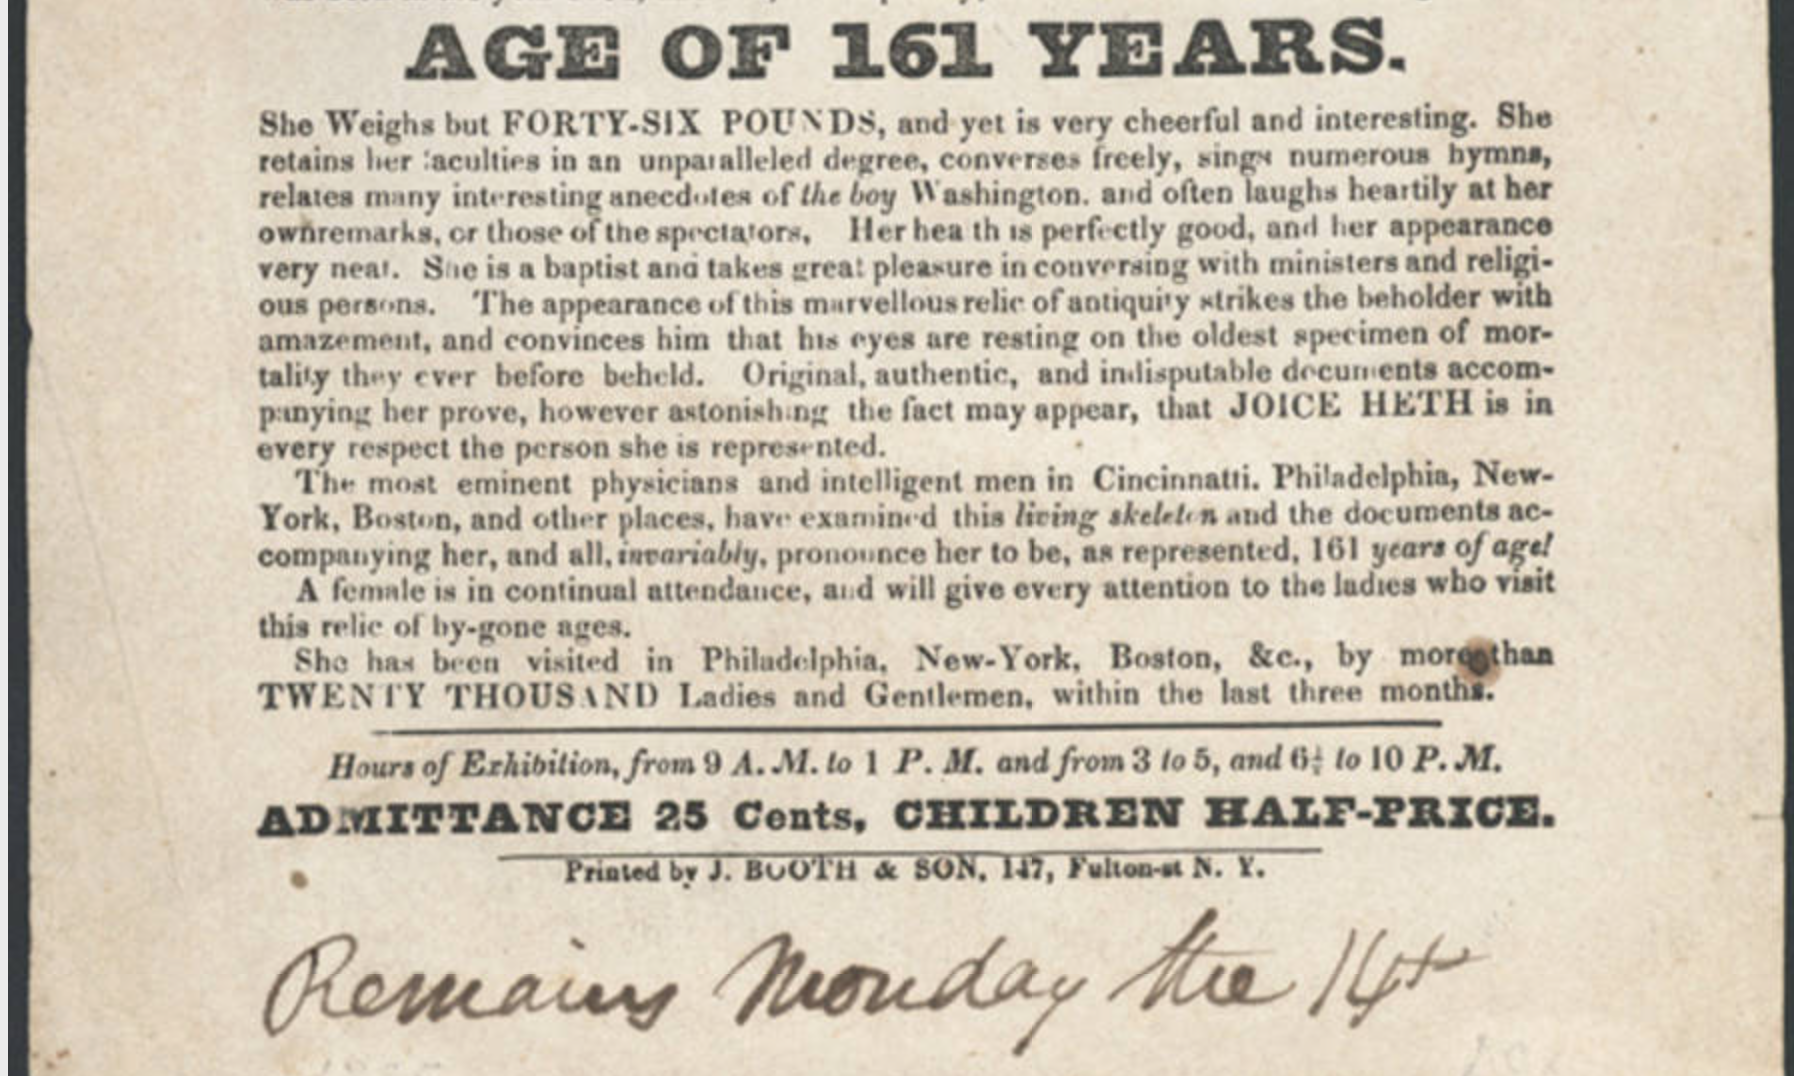 AGE OF 161 YEARS.
She Weighs but FORTY-SIX POUNDS, and yet is very cheerful and interesting. She
retains her faculties in an unparalleled degree, converses freely, sings numerous hymns,
relates many interesting anecdotes of the boy Washington. and often laughs heartily at her
ownremarks, or those of the spectators, Her hea th is perfectly good, and her appearance
very neat. She is a baptist and takes great pleasure in conversing with ministers and religi-
ous persons. The appearance of this marvellous relic of antiquity strikes the beholder with
amazement, and convinces him that his eyes are resting on the oldest specimen of mor-
tality they ever before beheld. Original, authentic, and indisputable documents accom-
panying her prove, however astonishing the fact may appear, that JOICE HETH is in
every respect the person she is represented.
The most eminent physicians and intelligent men in Cincinnatti. Philadelphia, New-
York, Boston, and other places, have examined this living skeleton and the documents ac-
companying her, and all, invariably, pronounce her to be, as represented, 161 years of age!
A female is in continual attendance, and will give every attention to the ladies who visit
this relic of by-gone ages.
She has been visited in Philadelphia, New-York, Boston, &c., by more than
TWENTY THOUSAND Ladies and Gentlemen, within the last three months.
Hours of Exhibition, from 9 A. M. to 1 P. M. and from 3 to 5, and 6½ to 10 P. M.
ADMITTANCE 25 Cents, CHILDREN HALF-PRICE.
Printed by J. BOOTH & SON, 147, Fulton-st N. Y.
Remains Monday the 14t